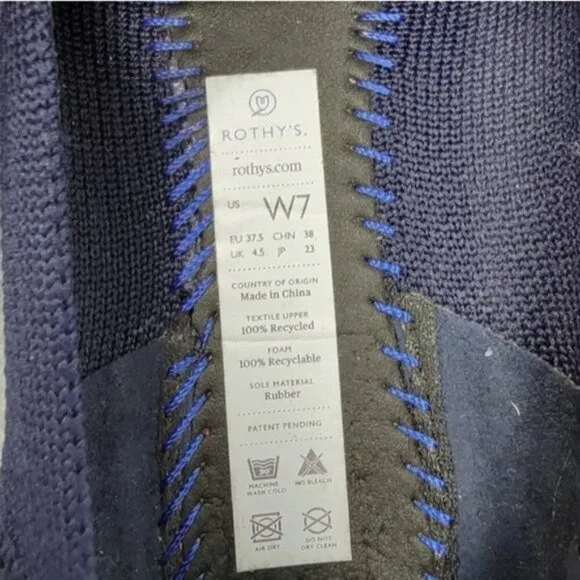 ROTHY'S.
rothys.com
US W7
EU 37.5 CHN 38
UK 4.5 JP 23
COUNTRY OF ORIGIN
Made in China
TEXTILE UPPER
100% Recycled
FOAM
100% Recyclable
SOLE MATERIAL
Rubber
PATENT PENDING
30°
MACHINE NO BLEACH
WASH COLD
AIR DRY DO NOT
DRY CLEAN